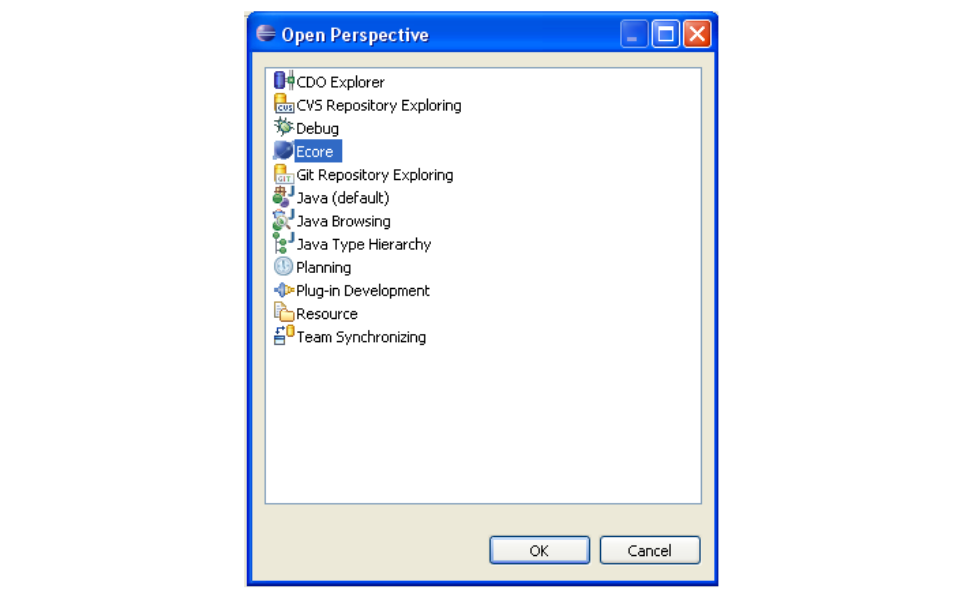 Open Perspective
CDO Explorer
CVS Repository Exploring
Debug
Ecore
Git Repository Exploring
Java (default)
Java Browsing
Java Type Hierarchy
Planning
Plug-in Development
Resource
Team Synchronizing
OK
Cancel